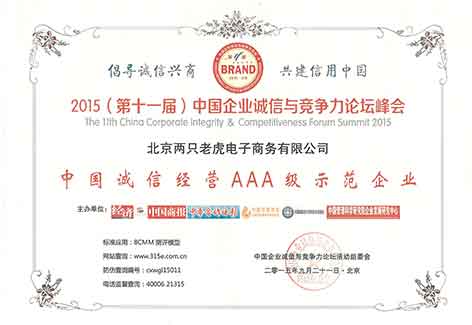 倡导诚信兴商
BRAND
共建信用中国
2015(第十一届)中国企业诚信与竞争力论坛峰会
The 11th China Corporate Integrity & Competitiveness Forum Summit 2015
北京两只老虎电子商务有限公司
中国诚信经营AAA级示范企业
主办单位: 经济 中国商报
标准应用:BCMM 测评模型
网站查询:www.315e.com.cn
防伪查询编号:cxwgl15011
电话监督查询:40006.21315
中国企业诚信与竞争力论坛活动组委会
二〇一五年九月二十一日·北京